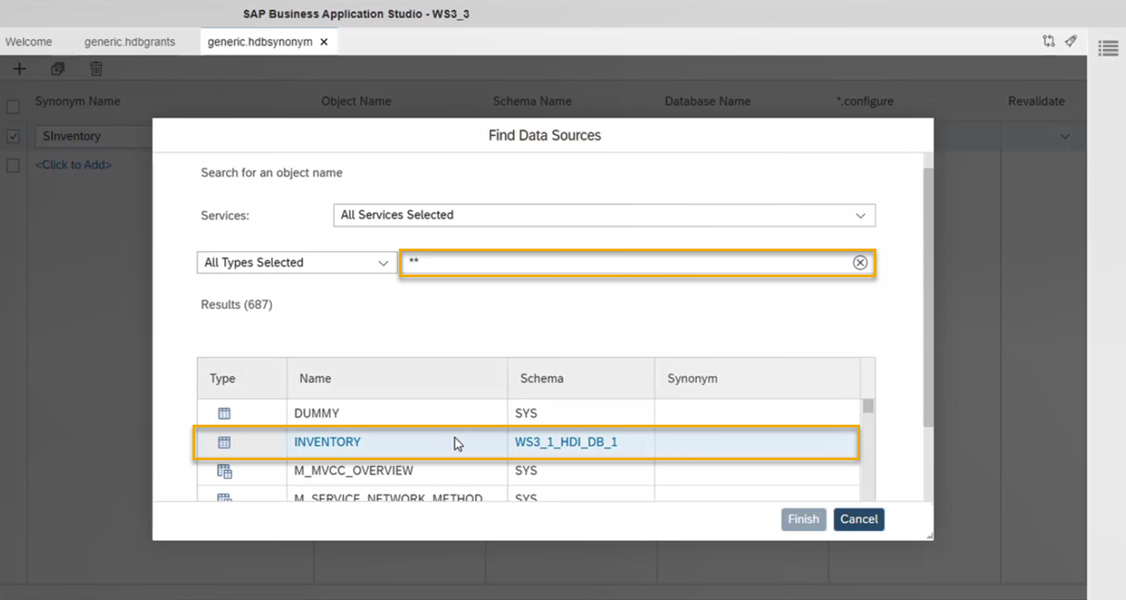 SAP Business Application Studio - WS3_3
Welcome generic.hdbgrants generic.hdbsynonym
Synonym Name Object Name Schema Name Database Name *.configure Revalidate
SInventory
<Click to Add>
Find Data Sources
Search for an object name
Services: All Services Selected
All Types Selected **
Results (687)
Type Name Schema Synonym
DUMMY SYS
INVENTORY WS3_1_HDI_DB_1
M_MVCC_OVERVIEW SYS
M_SERVICE_NETWORK_METHOD SYS
Finish Cancel